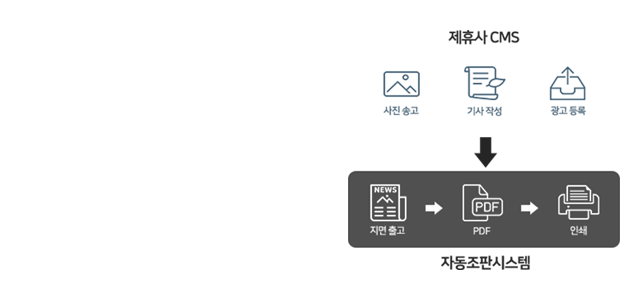 제휴사 CMS
사진 송고
기사 작성
광고 등록
NEWS
PDF
지면 출고
PDF
인쇄
자동조판시스템